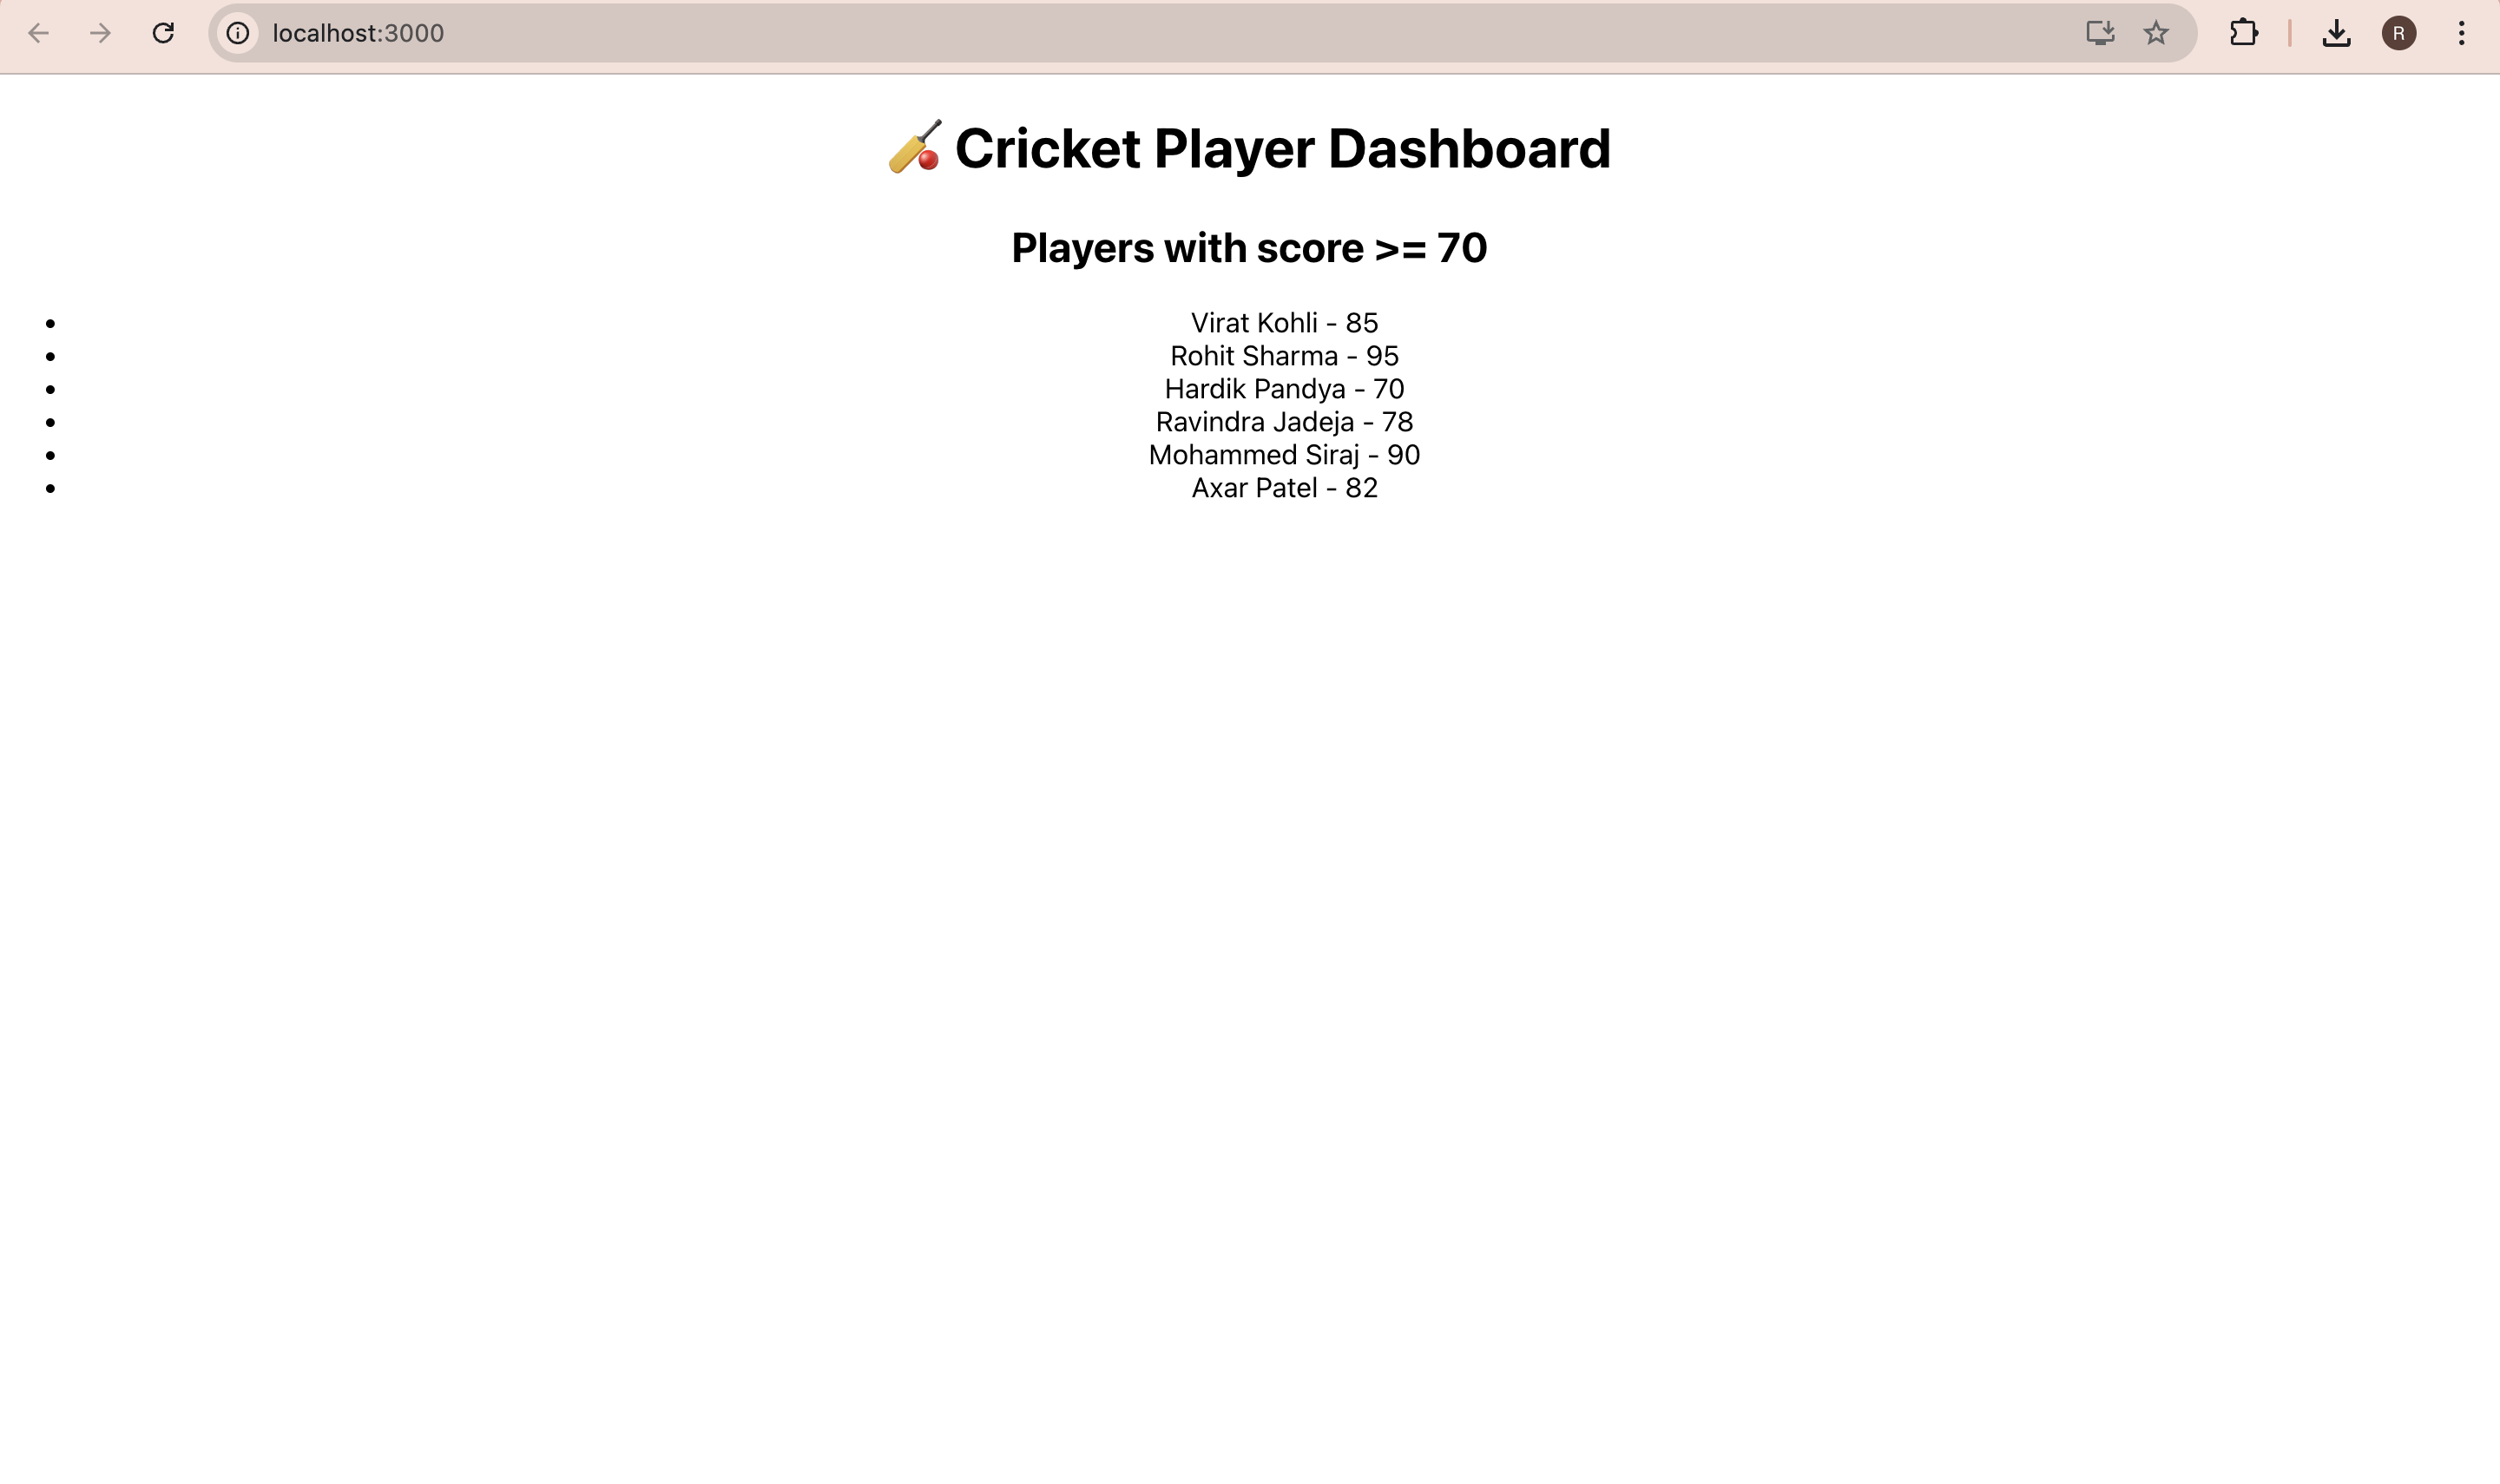 localhost:3000
R
🏏 Cricket Player Dashboard
Players with score >= 70
• Virat Kohli - 85
• Rohit Sharma - 95
• Hardik Pandya - 70
• Ravindra Jadeja - 78
• Mohammed Siraj - 90
• Axar Patel - 82